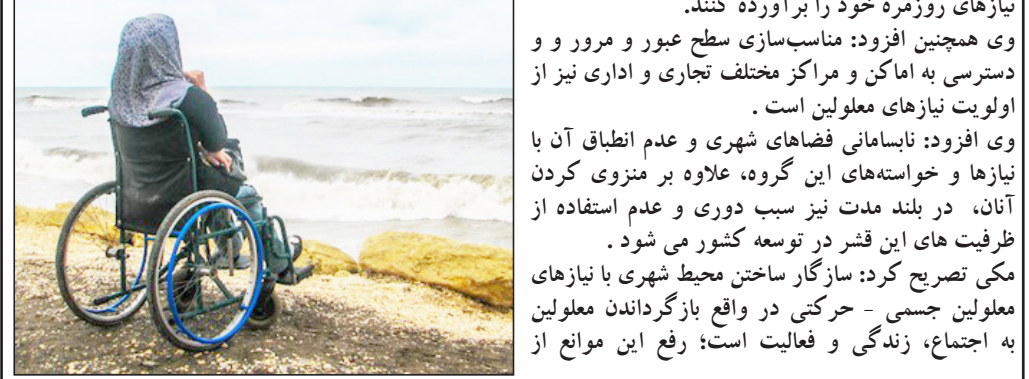 نیازهای روزمره خود را برآورده کنند.
وی همچنین افزود: مناسب‌سازی سطح عبور و مرور و و
دسترسی به اماکن و مراکز مختلف تجاری و اداری نیز از
اولویت نیازهای معلولین است .
وی افزود: نابسامانی فضاهای شهری و عدم انطباق آن با
نیازها و خواسته‌های این گروه، علاوه بر منزوی کردن
آنان، در بلند مدت نیز سبب دوری و عدم استفاده از
ظرفیت های این قشر در توسعه کشور می شود .
مکی تصریح کرد: سازگار ساختن محیط شهری با نیازهای
معلولین جسمی - حرکتی در واقع بازگرداندن معلولین
به اجتماع، زندگی و فعالیت است؛ رفع این موانع از